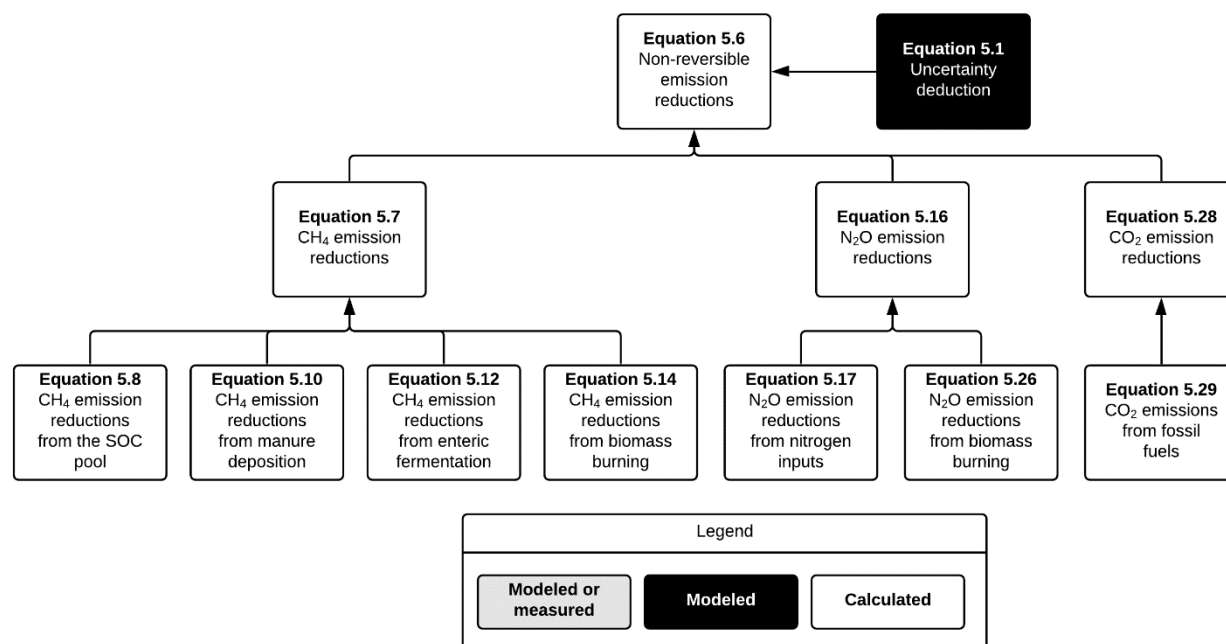 Equation 5.6
Non-reversible
emission
reductions
Equation 5.1
Uncertainty
deduction
Equation 5.7
CH₄ emission
reductions
Equation 5.16
N₂O emission
reductions
Equation 5.28
CO₂ emission
reductions
Equation 5.8
CH₄ emission
reductions
from the SOC
pool
Equation 5.10
CH₄ emission
reductions
from manure
deposition
Equation 5.12
CH₄ emission
reductions
from enteric
fermentation
Equation 5.14
CH₄ emission
reductions
from biomass
burning
Equation 5.17
N₂O emission
reductions
from nitrogen
inputs
Equation 5.26
N₂O emission
reductions
from biomass
burning
Equation 5.29
CO₂ emissions
from fossil
fuels
Legend
Modeled or
measured
Modeled
Calculated